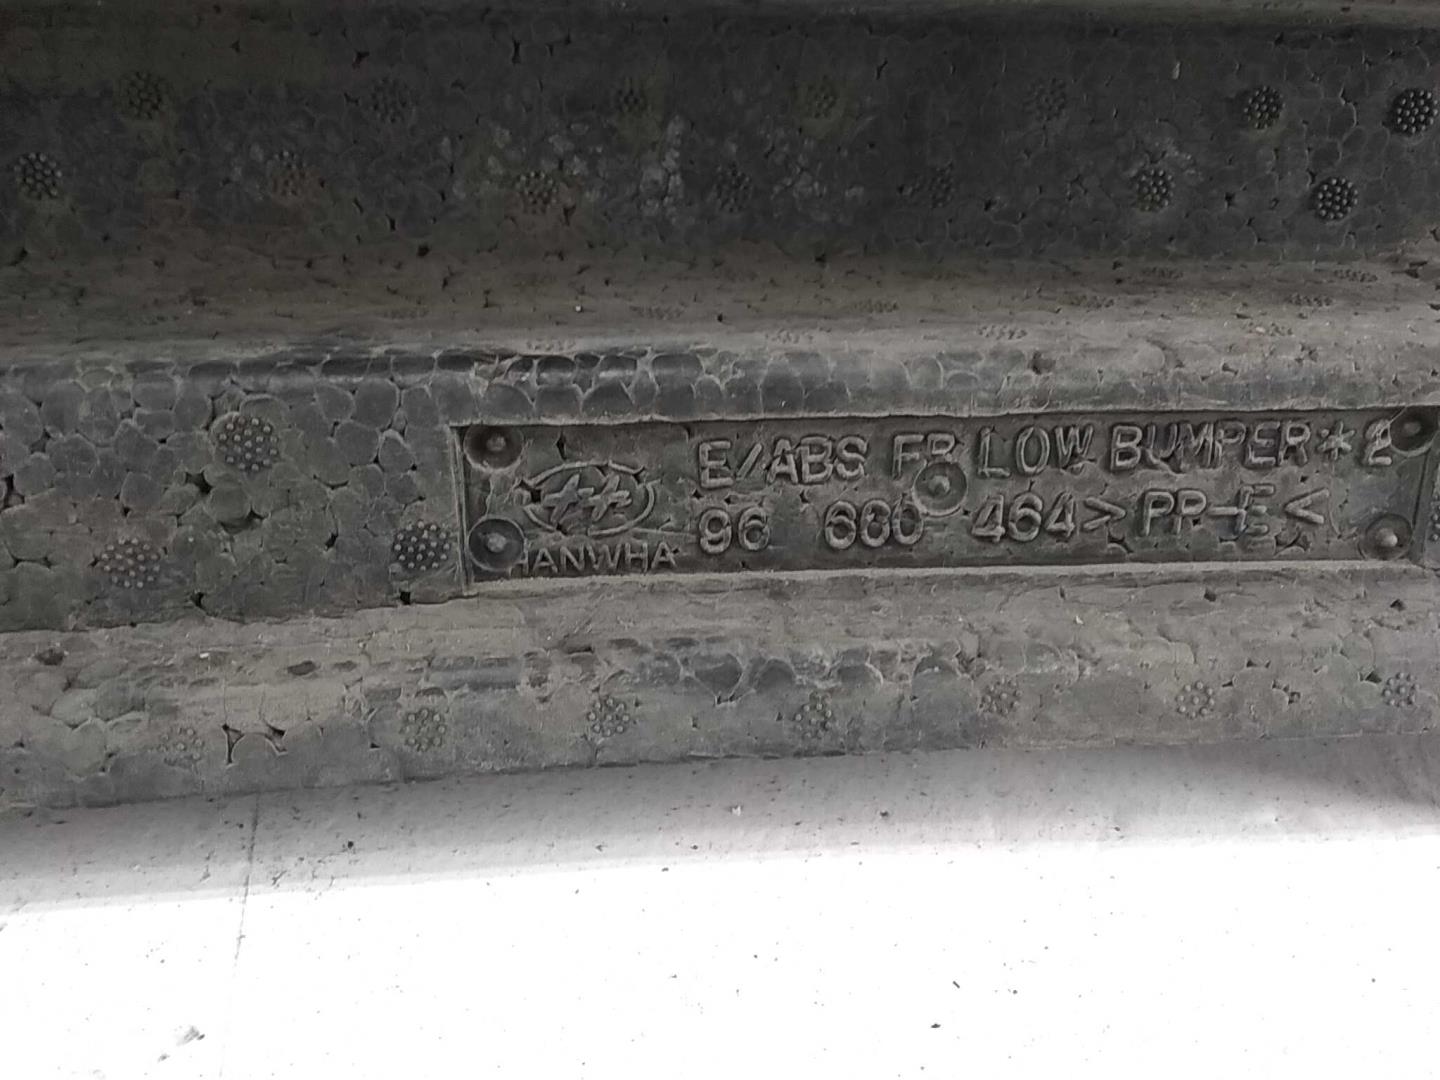 E/ABS FR LOW BUMPER*2
96 660 464>PP-E<
HANWHA